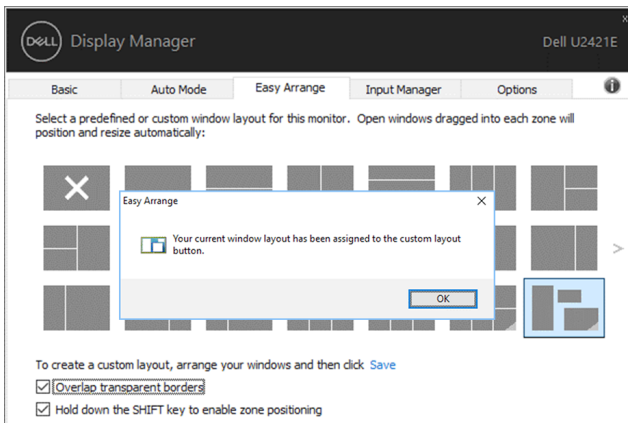 x
DELL Display Manager
Dell U2421E
Basic Auto Mode Easy Arrange Input Manager Options i
Select a predefined or custom window layout for this monitor. Open windows dragged into each zone will
position and resize automatically:
Easy Arrange
Your current window layout has been assigned to the custom layout
button.
OK
To create a custom layout, arrange your windows and then click Save
Overlap transparent borders
Hold down the SHIFT key to enable zone positioning